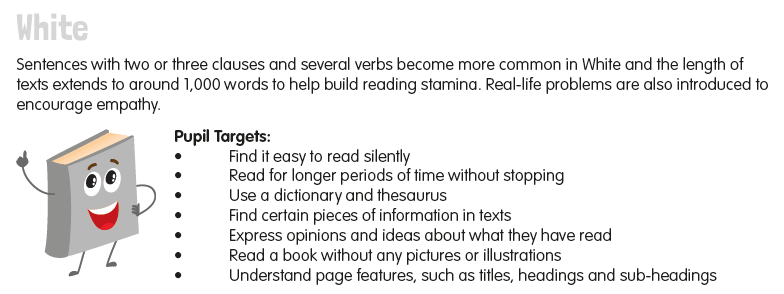 White
Sentences with two or three clauses and several verbs become more common in White and the length of
texts extends to around 1,000 words to help build reading stamina. Real-life problems are also introduced to
encourage empathy.
Pupil Targets:
• Find it easy to read silently
• Read for longer periods of time without stopping
• Use a dictionary and thesaurus
• Find certain pieces of information in texts
• Express opinions and ideas about what they have read
• Read a book without any pictures or illustrations
• Understand page features, such as titles, headings and sub-headings